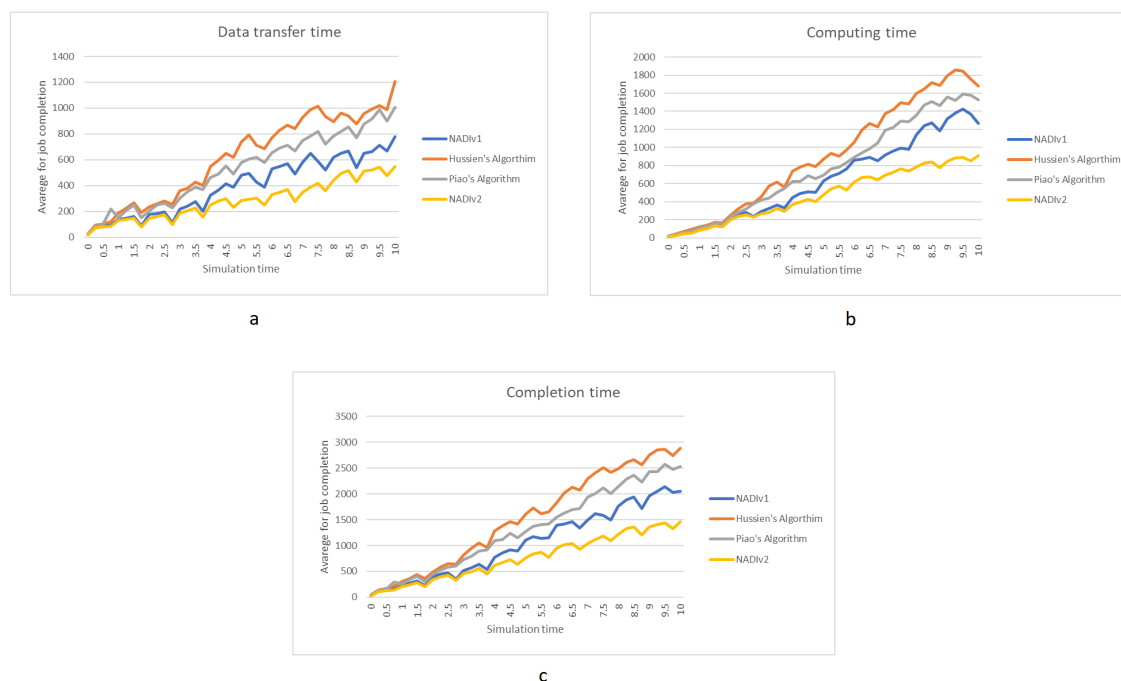 Data transfer time
1400
1200
1000
800
600
400
200
0
Avarege for job completion
0 0.5 1 1.5 2 2.5 3 3.5 4 4.5 5 5.5 6 6.5 7 7.5 8 8.5 9 9.5 10
Simulation time
NADIv1
Hussien's Algorthim
Piao's Algorithm
NADIv2
a
Computing time
2000
1800
1600
1400
1200
1000
800
600
400
200
0
Avarege for job completion
0 0.5 1 1.5 2 2.5 3 3.5 4 4.5 5 5.5 6 6.5 7 7.5 8 8.5 9 9.5 10
Simulation time
NADIv1
Hussien's Algorthim
Piao's Algorithm
NADIv2
b
Completion time
3500
3000
2500
2000
1500
1000
500
0
Avarege for job completion
0 0.5 1 1.5 2 2.5 3 3.5 4 4.5 5 5.5 6 6.5 7 7.5 8 8.5 9 9.5 10
Simulation time
NADIv1
Hussien's Algorthim
Piao's Algorithm
NADIv2
c